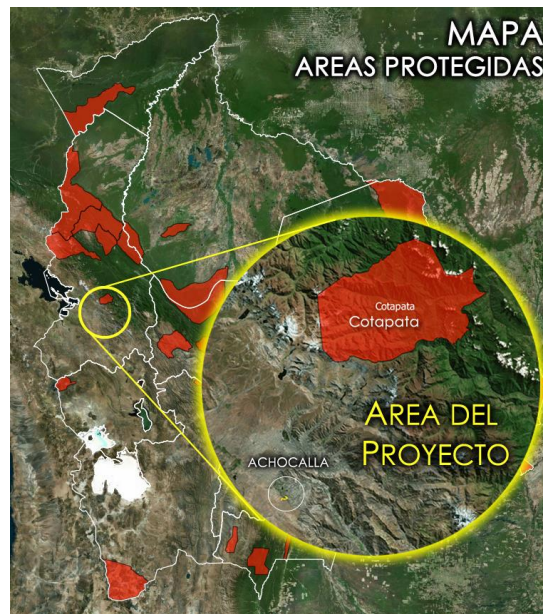 MAPA
AREAS PROTEGIDAS
Cotapata
Cotapata
AREA DEL
PROYECTO
ACHOCALLA